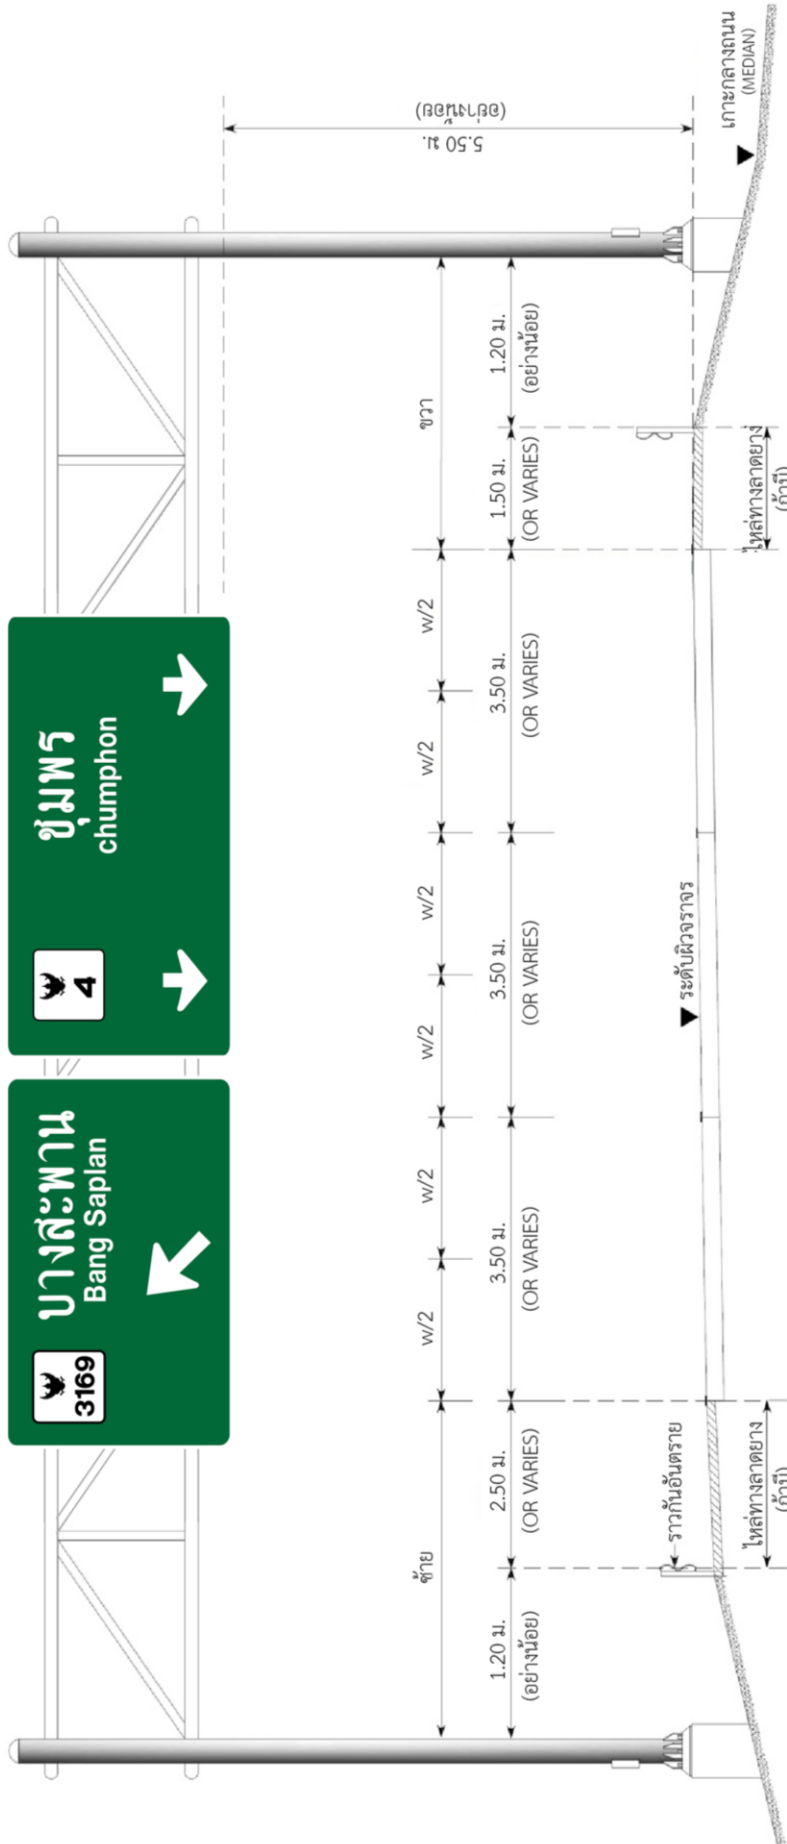 บางสะพาน
Bang Saplan
3169
ชุมพร
chumphon
4
5.50 ม.
(อย่างน้อย)
ซ้าย
w/2
w/2
w/2
w/2
w/2
w/2
ขวา
1.20 ม.
(อย่างน้อย)
2.50 ม.
(OR VARIES)
3.50 ม.
(OR VARIES)
3.50 ม.
(OR VARIES)
3.50 ม.
(OR VARIES)
1.50 ม.
(OR VARIES)
1.20 ม.
(อย่างน้อย)
ราวกันอันตราย
ระดับผิวจราจร
เกาะกลางถนน
(MEDIAN)
ไหล่ทางลาดยาง
(ถ้ามี)
ไหล่ทางลาดยาง
(ถ้ามี)